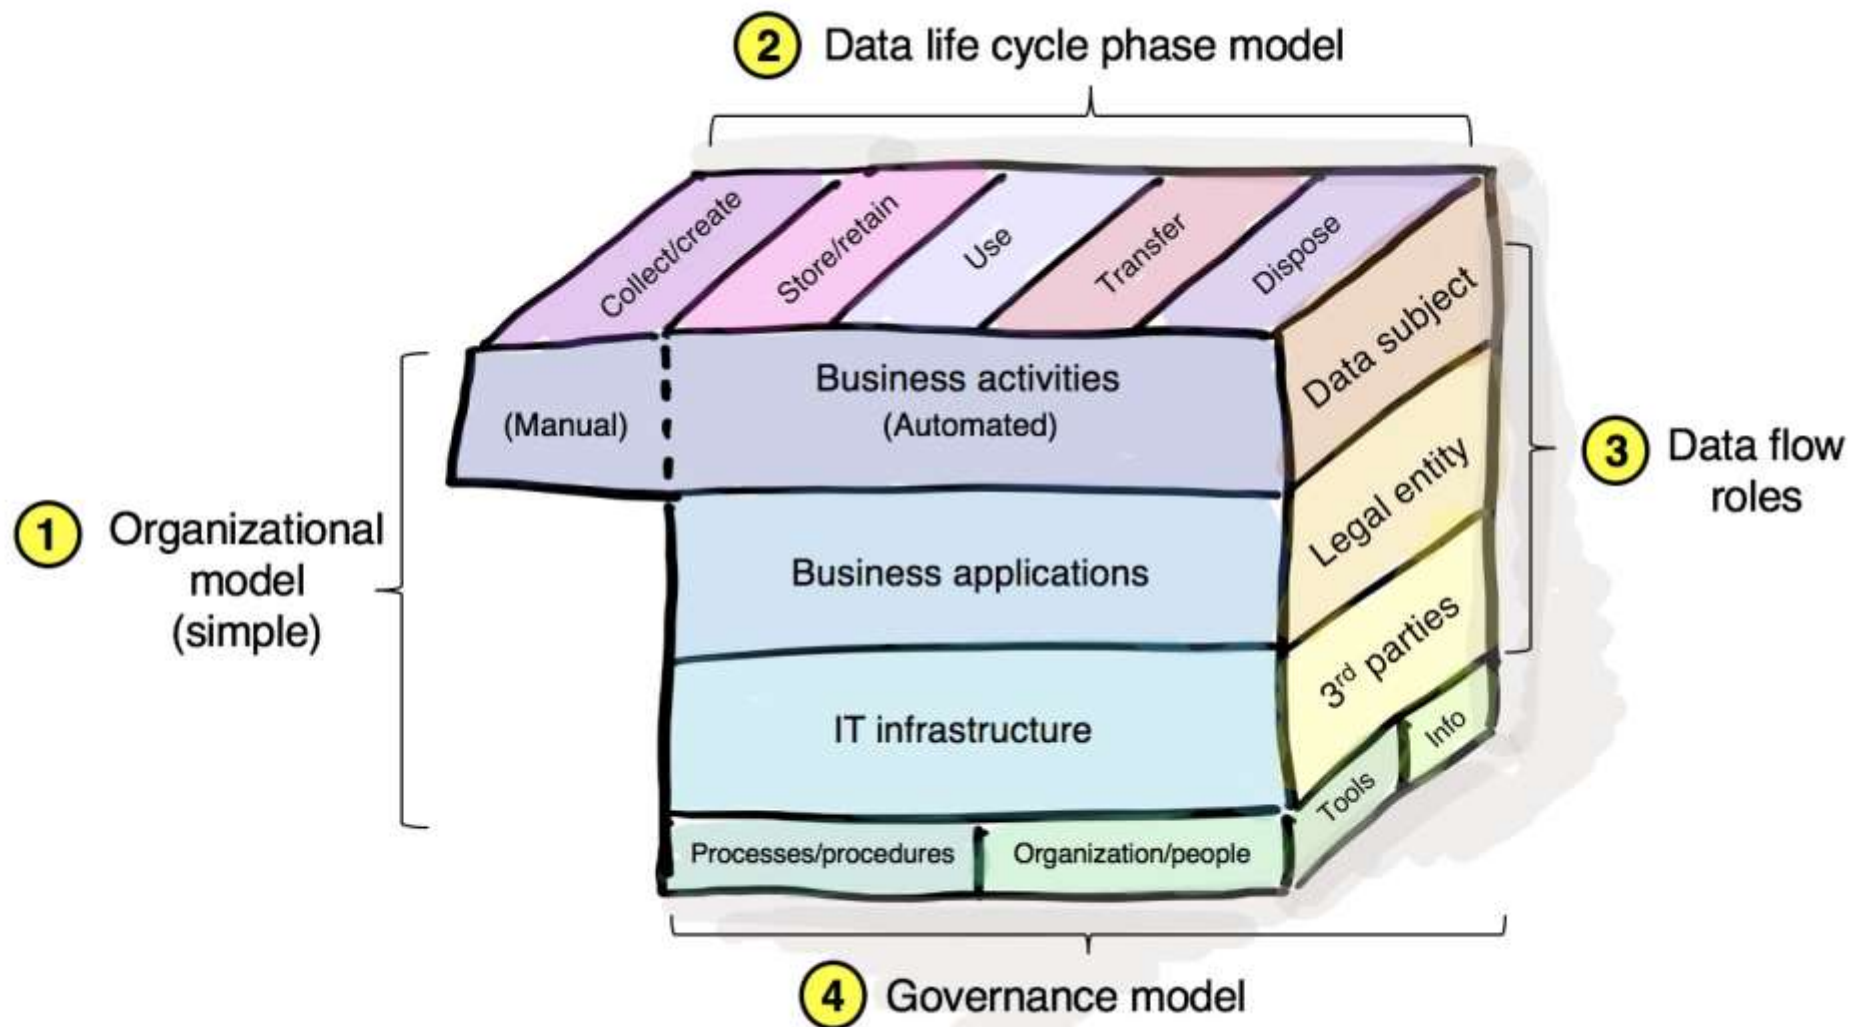 2 Data life cycle phase model
Collect/create
Store/retain
Use
Transfer
Dispose
1 Organizational
model
(simple)
(Manual)
Business activities
(Automated)
Business applications
IT infrastructure
Data subject
Legal entity
3rd parties
3 Data flow
roles
Processes/procedures
Organization/people
Tools
Info
4 Governance model